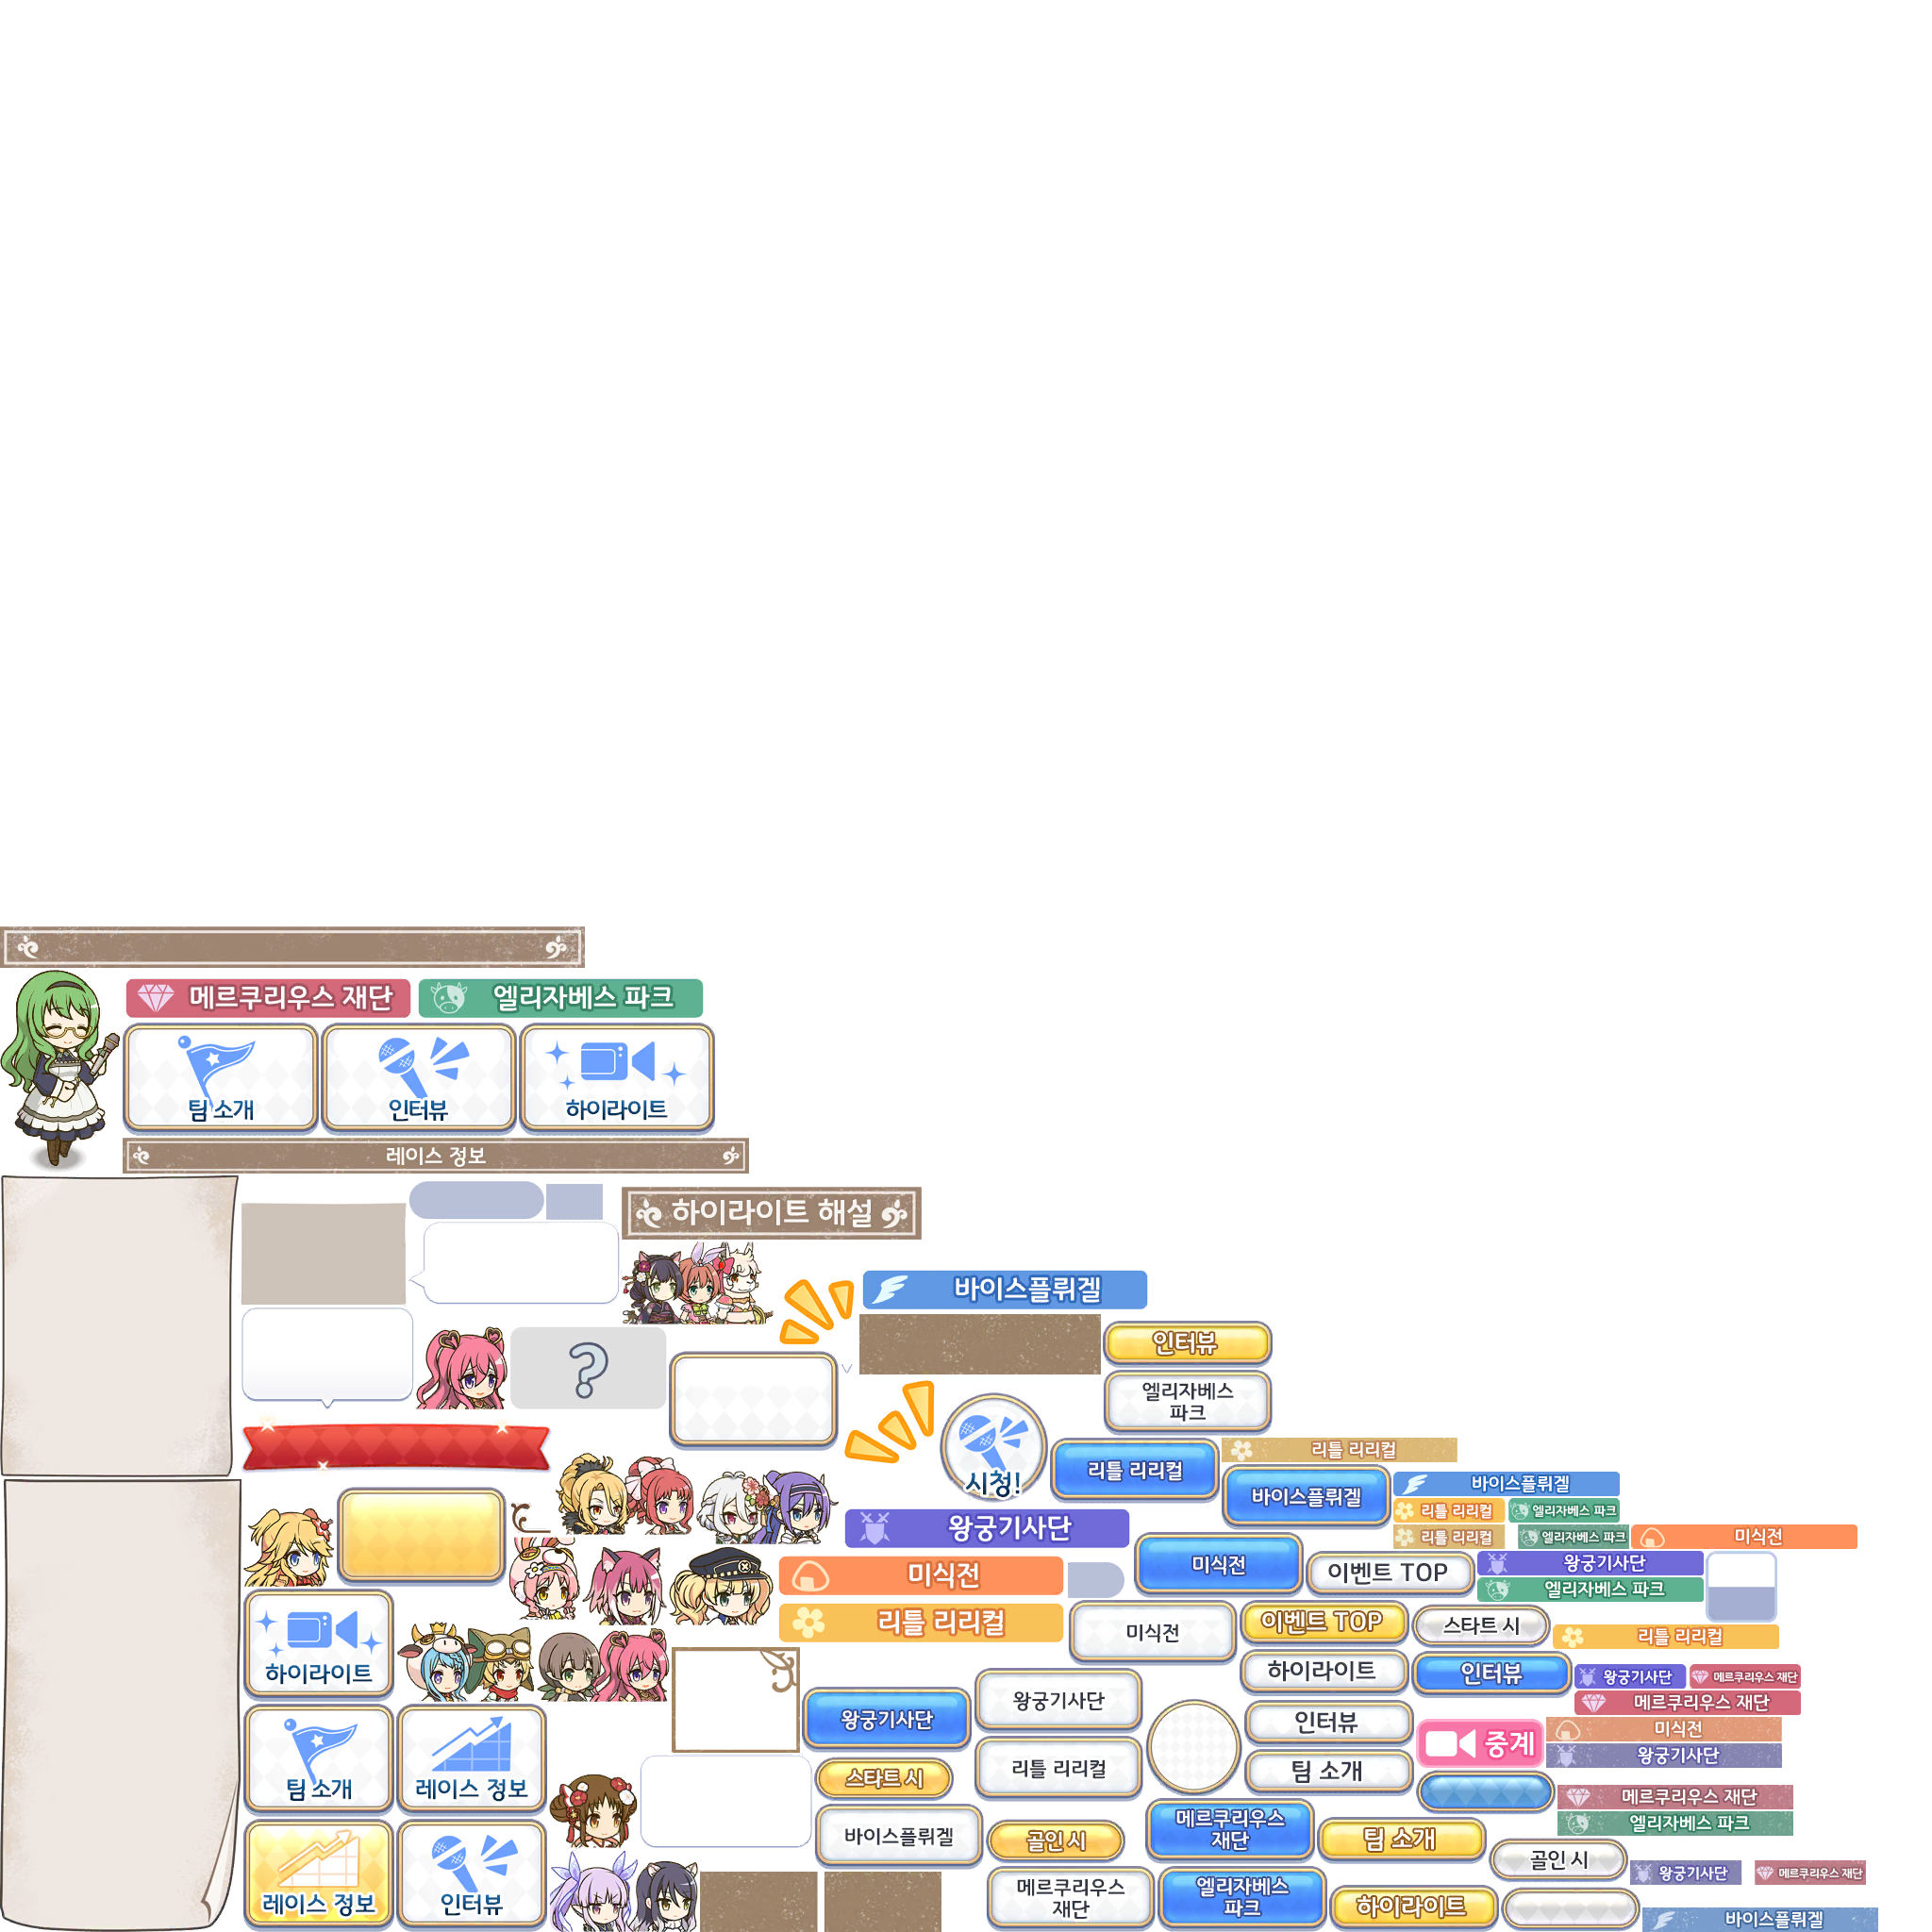 메르쿠리우스 재단
엘리자베스 파크
팀 소개
인터뷰
하이라이트
레이스 정보
하이라이트 해설
바이스플뤼겔
인터뷰
엘리자베스
파크
시청!
리틀 리리컬
리틀 리리컬
바이스플뤼겔
바이스플뤼겔
리틀 리리컬
엘리자베스 파크
왕궁기사단
리틀 리리컬
엘리자베스 파크
미식전
미식전
미식전
이벤트 TOP
왕궁기사단
엘리자베스 파크
리틀 리리컬
미식전
이벤트 TOP
스타트 시
리틀 리리컬
하이라이트
하이라이트
인터뷰
왕궁기사단
메르쿠리우스 재단
메르쿠리우스 재단
왕궁기사단
왕궁기사단
인터뷰
중계
미식전
왕궁기사단
팀 소개
레이스 정보
스타트 시
리틀 리리컬
팀 소개
메르쿠리우스 재단
엘리자베스 파크
바이스플뤼겔
골인 시
메르쿠리우스
재단
팀 소개
골인 시
왕궁기사단
메르쿠리우스 재단
레이스 정보
인터뷰
메르쿠리우스
재단
엘리자베스
파크
하이라이트
바이스플뤼겔